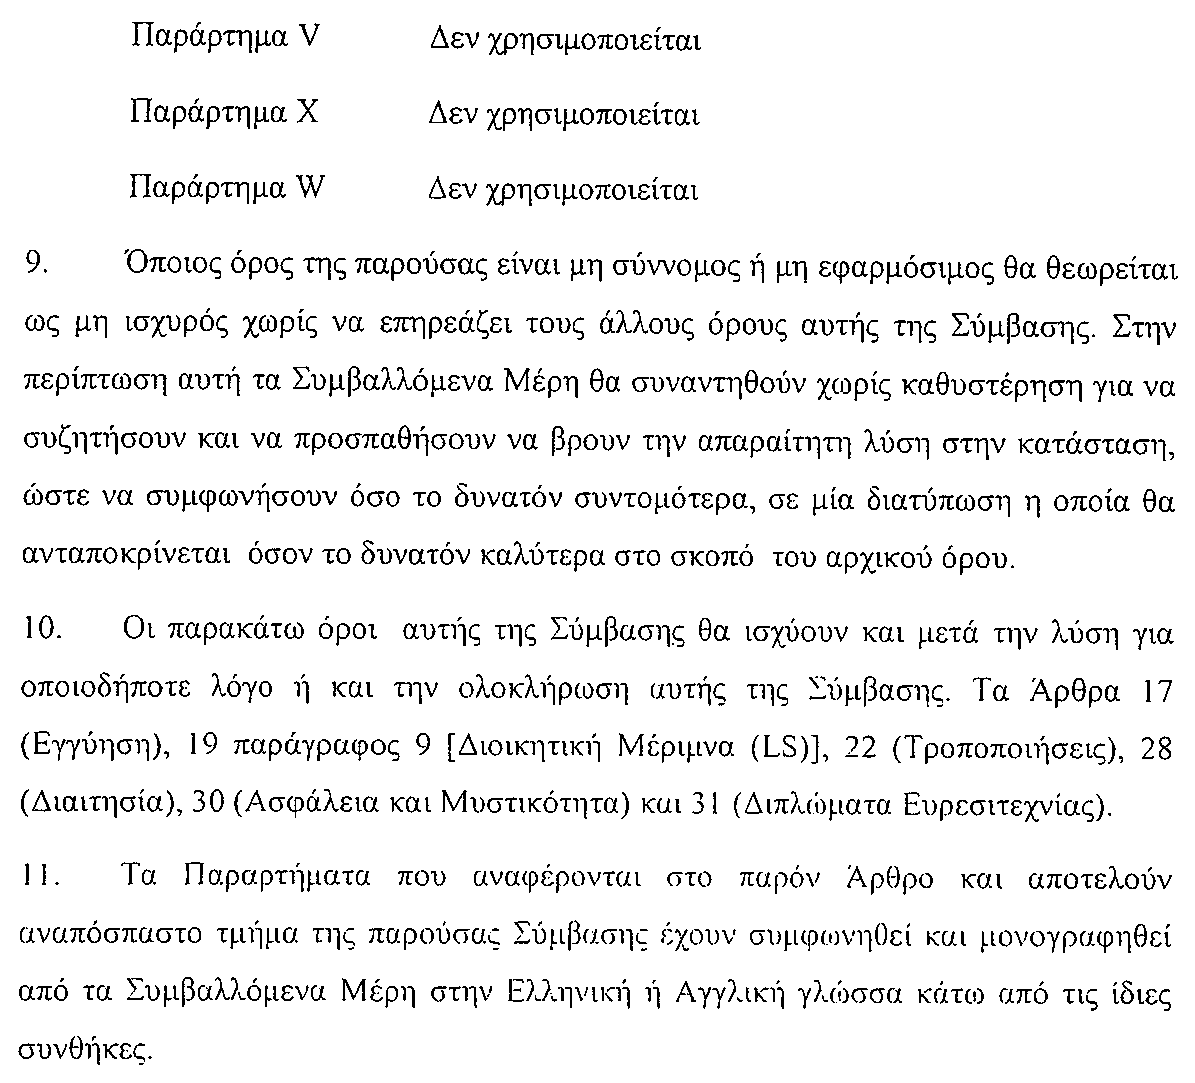 Παράρτημα V Δεν χρησιμοποιείται
Παράρτημα X Δεν χρησιμοποιείται
Παράρτημα W Δεν χρησιμοποιείται
9. Όποιος όρος της παρούσας είναι μη σύννομος ή μη εφαρμόσιμος θα θεωρείται
ως μη ισχυρός χωρίς να επηρεάζει τους άλλους όρους αυτής της Σύμβασης. Στην
περίπτωση αυτή τα Συμβαλλόμενα Μέρη θα συναντηθούν χωρίς καθυστέρηση για να
συζητήσουν και να προσπαθήσουν να βρουν την απαραίτητη λύση στην κατάσταση,
ώστε να συμφωνήσουν όσο το δυνατόν συντομότερα, σε μία διατύπωση η οποία θα
ανταποκρίνεται όσον το δυνατόν καλύτερα στο σκοπό του αρχικού όρου.
10. Οι παρακάτω όροι αυτής της Σύμβασης θα ισχύουν και μετά την λύση για
οποιοδήποτε λόγο ή και την ολοκλήρωση αυτής της Σύμβασης. Τα Άρθρα 17
(Εγγύηση), 19 παράγραφος 9 [Διοικητική Μέριμνα (LS)], 22 (Τροποποιήσεις), 28
(Διαιτησία), 30 (Ασφάλεια και Μυστικότητα) και 31 (Διπλώματα Ευρεσιτεχνίας).
11. Τα Παραρτήματα που αναφέρονται στο παρόν Άρθρο και αποτελούν
αναπόσπαστο τμήμα της παρούσας Σύμβασης έχουν συμφωνηθεί και μονογραφηθεί
από τα Συμβαλλόμενα Μέρη στην Ελληνική ή Αγγλική γλώσσα κάτω από τις ίδιες
συνθήκες.